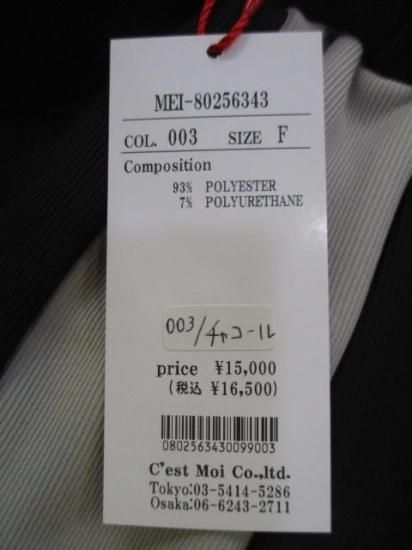 MEI-80256343
COL. 003 SIZE F
Composition
93% POLYESTER
7% POLYURETHANE
003/チャコール
price ¥15,000
(税込 ¥16,500)
0802563430099003
C'est Moi Co.,ltd.
Tokyo:03-5414-5286
Osaka:06-6243-2711